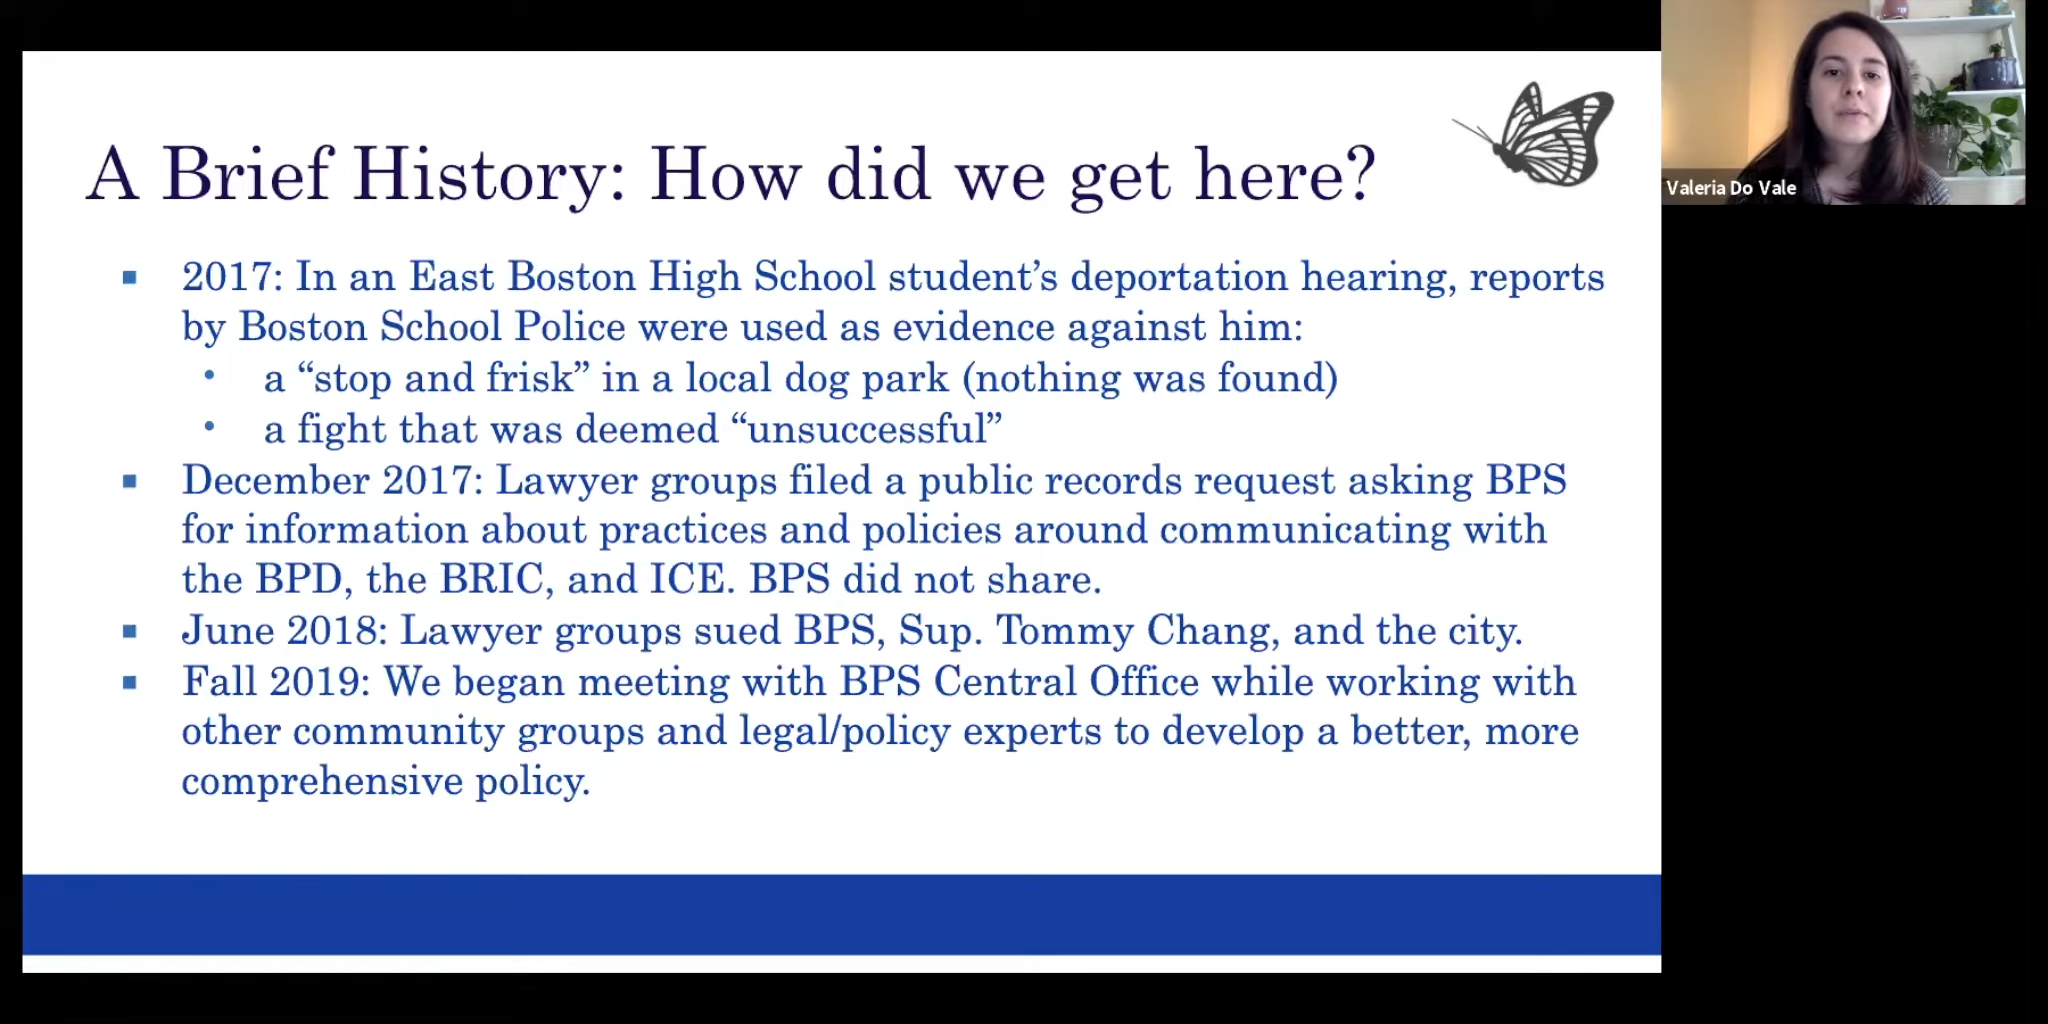 A Brief History: How did we get here?
Valeria Do Vale
2017: In an East Boston High School student’s deportation hearing, reports
by Boston School Police were used as evidence against him:
a “stop and frisk” in a local dog park (nothing was found)
a fight that was deemed “unsuccessful”
December 2017: Lawyer groups filed a public records request asking BPS
for information about practices and policies around communicating with
the BPD, the BRIC, and ICE. BPS did not share.
June 2018: Lawyer groups sued BPS, Sup. Tommy Chang, and the city.
Fall 2019: We began meeting with BPS Central Office while working with
other community groups and legal/policy experts to develop a better, more
comprehensive policy.